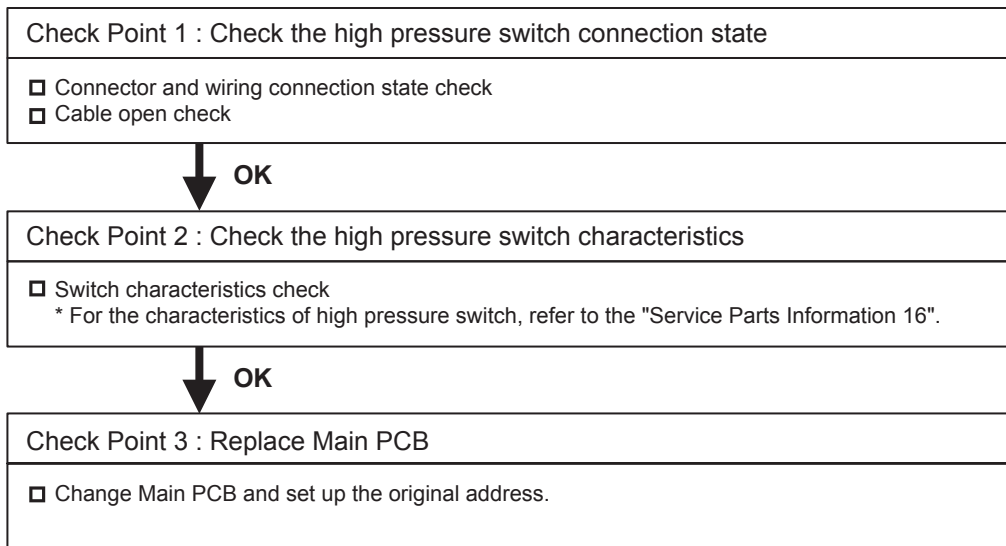 Check Point 1 : Check the high pressure switch connection state
Connector and wiring connection state check
Cable open check
OK
Check Point 2 : Check the high pressure switch characteristics
Switch characteristics check
* For the characteristics of high pressure switch, refer to the "Service Parts Information 16".
OK
Check Point 3 : Replace Main PCB
Change Main PCB and set up the original address.